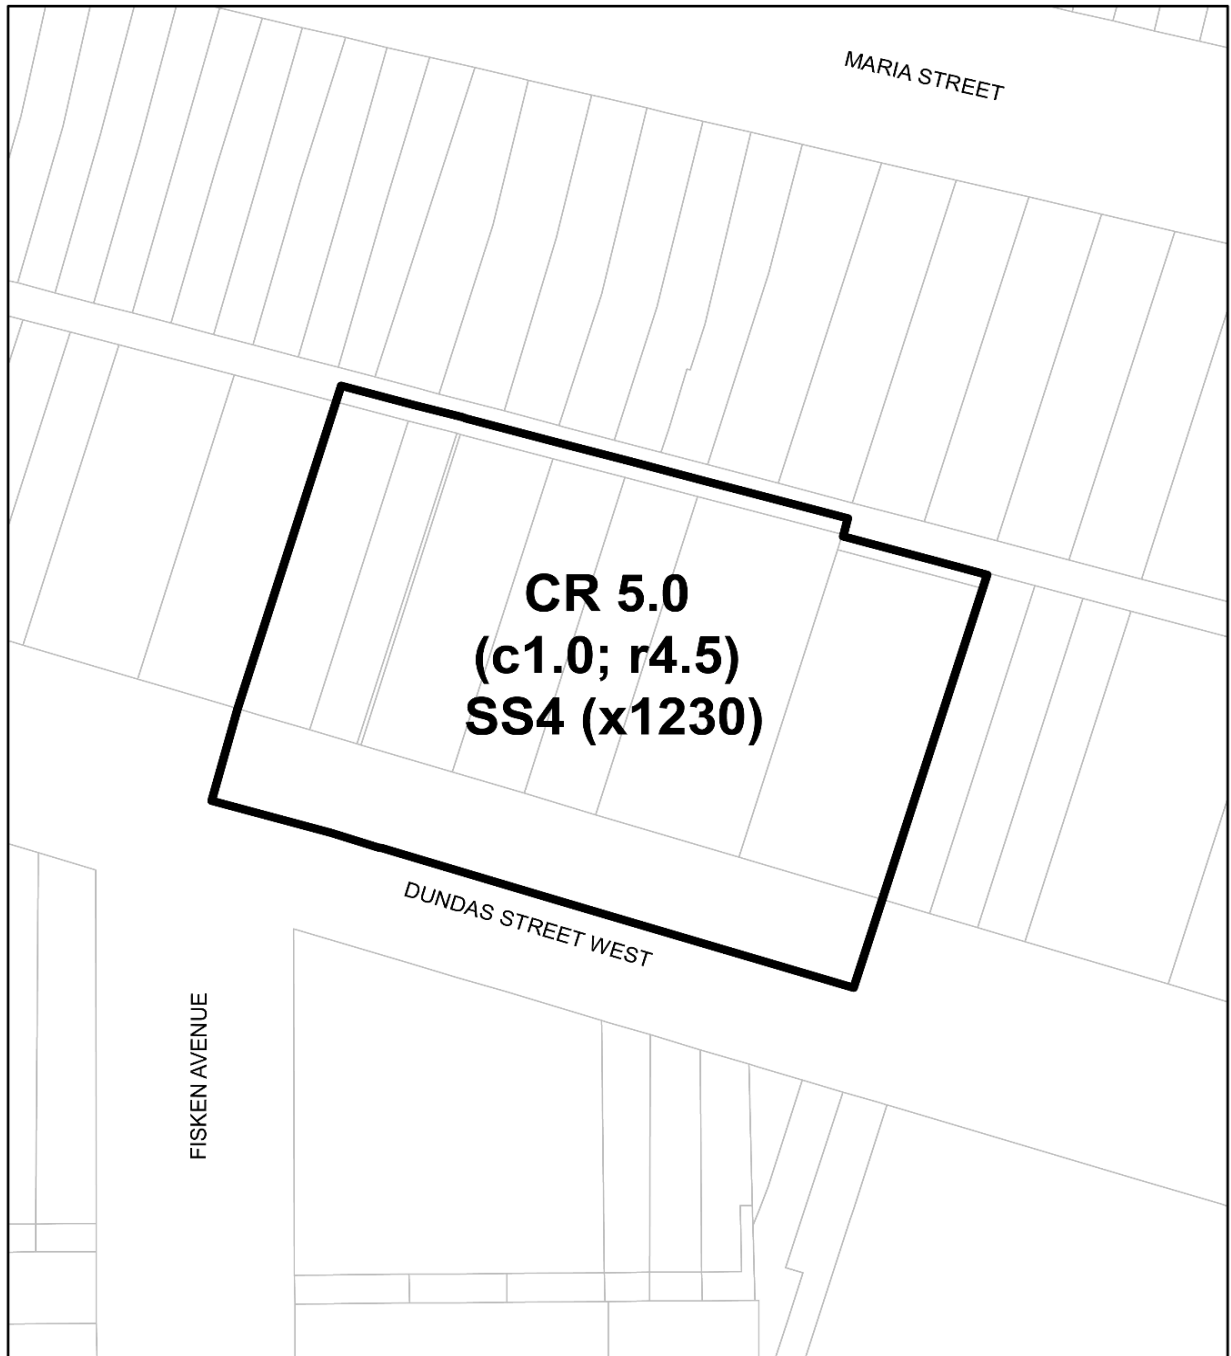 MARIA STREET
CR 5.0
(c1.0; r4.5)
SS4 (x1230)
DUNDAS STREET WEST
FISKEN AVENUE